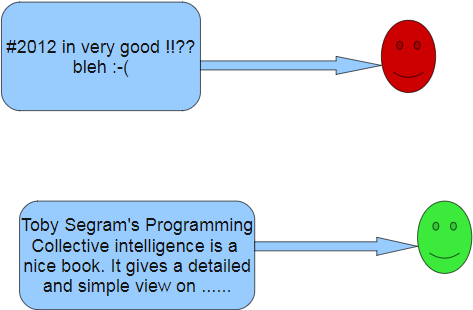 #2012 in very good !!??
bleh :-(
Toby Segram's Programming
Collective intelligence is a
nice book. It gives a detailed
and simple view on ......